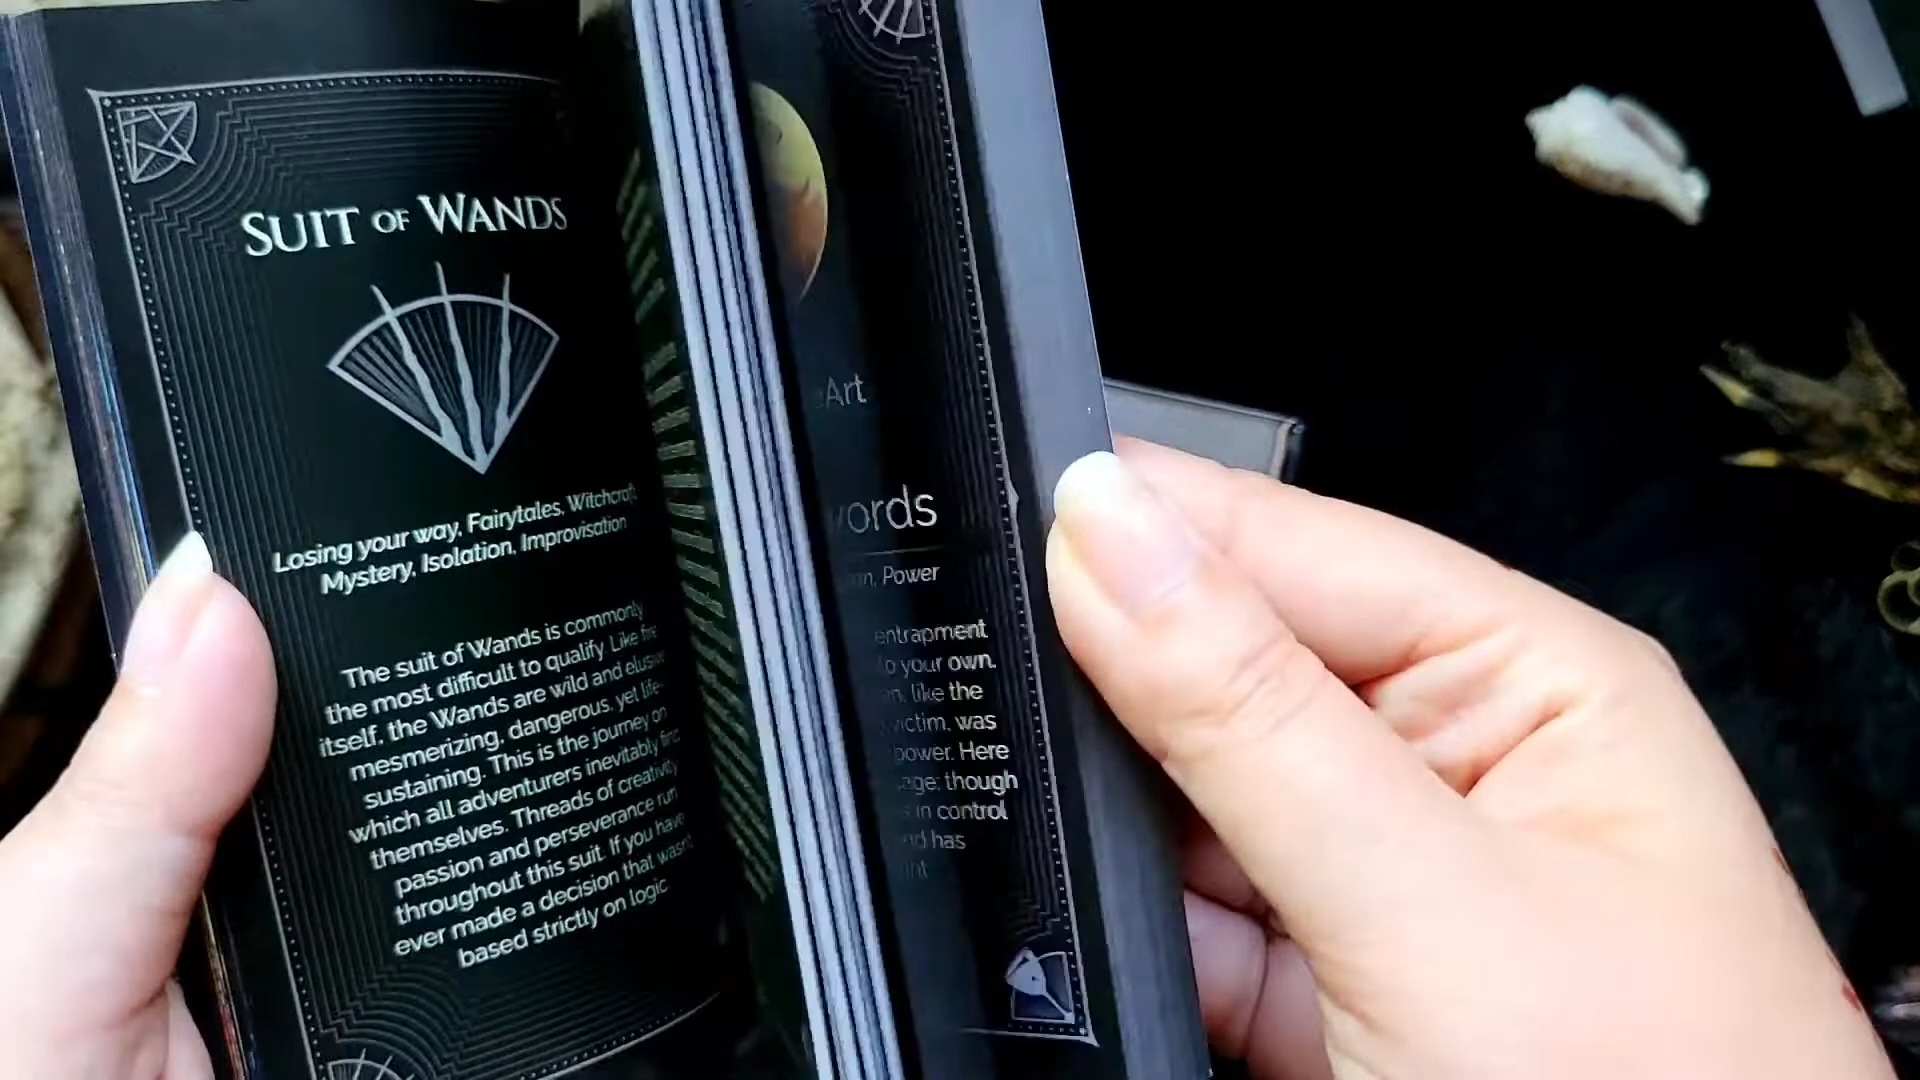 SUIT OF WANDS
Losing your way, Fairytales, Witchcraft
Mystery, Isolation, Improvisation
The suit of Wands is commonly
the most difficult to qualify. Like fire
itself, the Wands are wild and elusive
mesmerizing, dangerous, yet life-
sustaining. This is the journey on
which all adventurers inevitably find
themselves. Threads of creativity
passion and perseverance run
throughout this suit. If you have
ever made a decision that wasn't
based strictly on logic
Art
Power
entrapment
to your own.
like the
victim, was
power. Here
though
in control
has